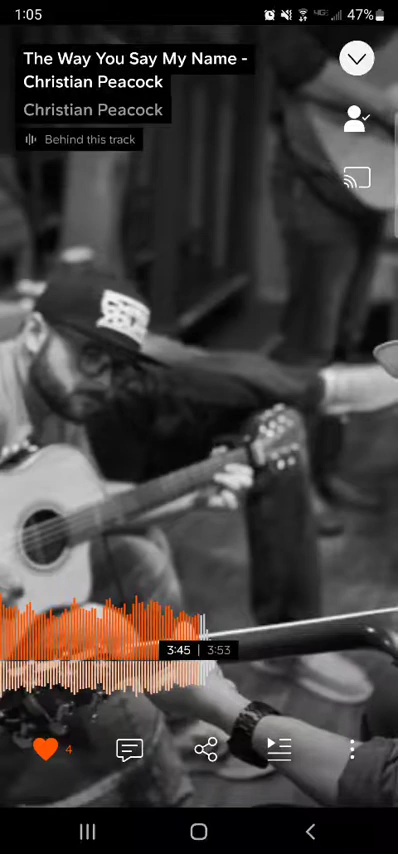 1:05
47%
The Way You Say My Name -
Christian Peacock
Christian Peacock
Behind this track
3:45 | 3:53
4